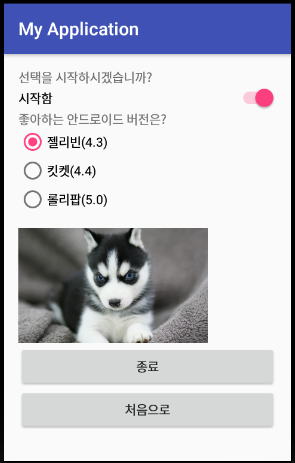 My Application
선택을 시작하시겠습니까?
시작함
좋아하는 안드로이드 버전은?
젤리빈(4.3)
킷켓(4.4)
롤리팝(5.0)
종료
처음으로